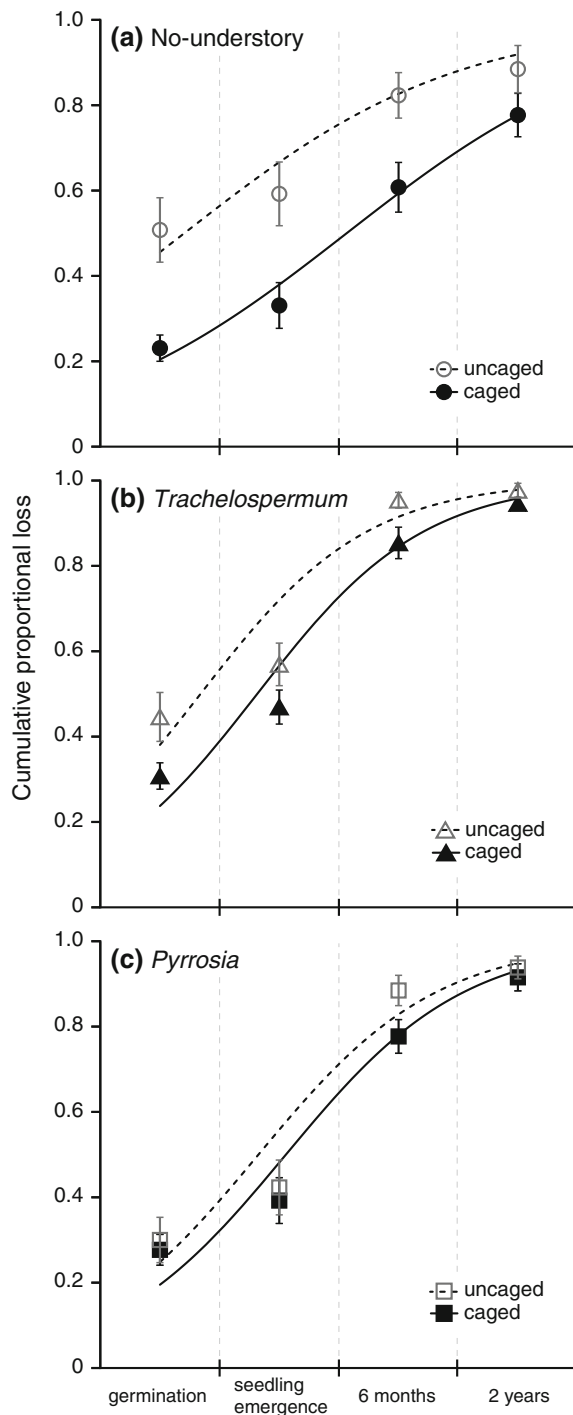 Cumulative proportional loss
(a) No-understory
1.0
0.8
0.6
0.4
0.2
0
uncaged
caged
(b) Trachelospermum
1.0
0.8
0.6
0.4
0.2
0
uncaged
caged
(c) Pyrrosia
1.0
0.8
0.6
0.4
0.2
0
uncaged
caged
germination
seedling
emergence
6 months
2 years